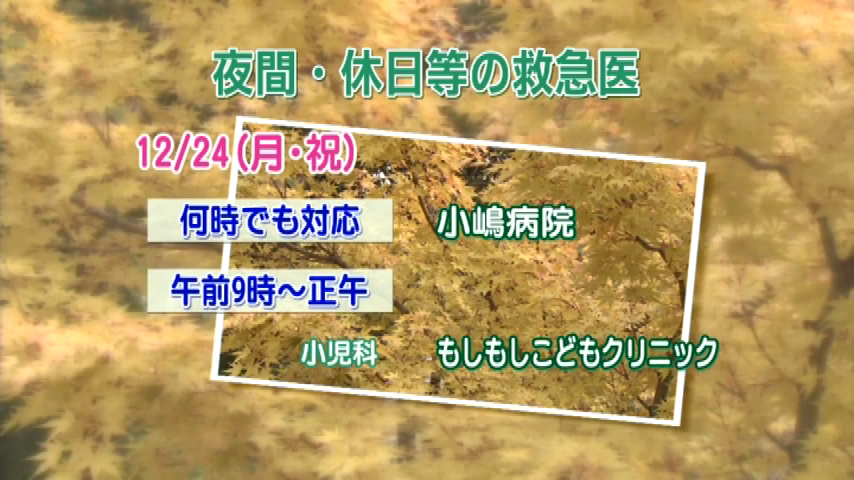 夜間・休日等の救急医
12/24(月・祝)
何時でも対応 小嶋病院
午前9時～正午
小児科 もしもしこどもクリニック